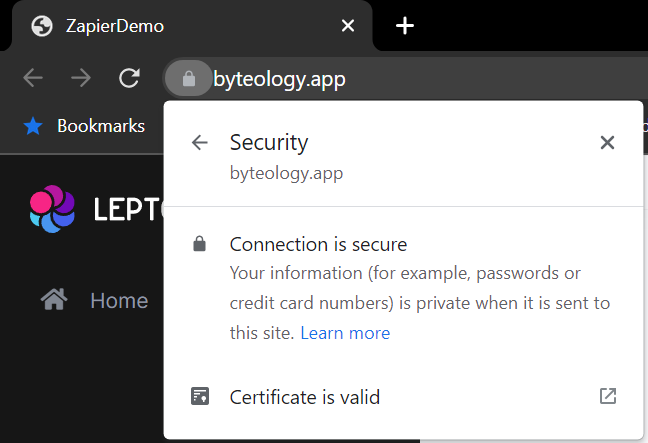 ZapierDemo
byteology.app
Bookmarks
Security
byteology.app
LEPT
Connection is secure
Your information (for example, passwords or
credit card numbers) is private when it is sent to
this site. Learn more
Home
Certificate is valid